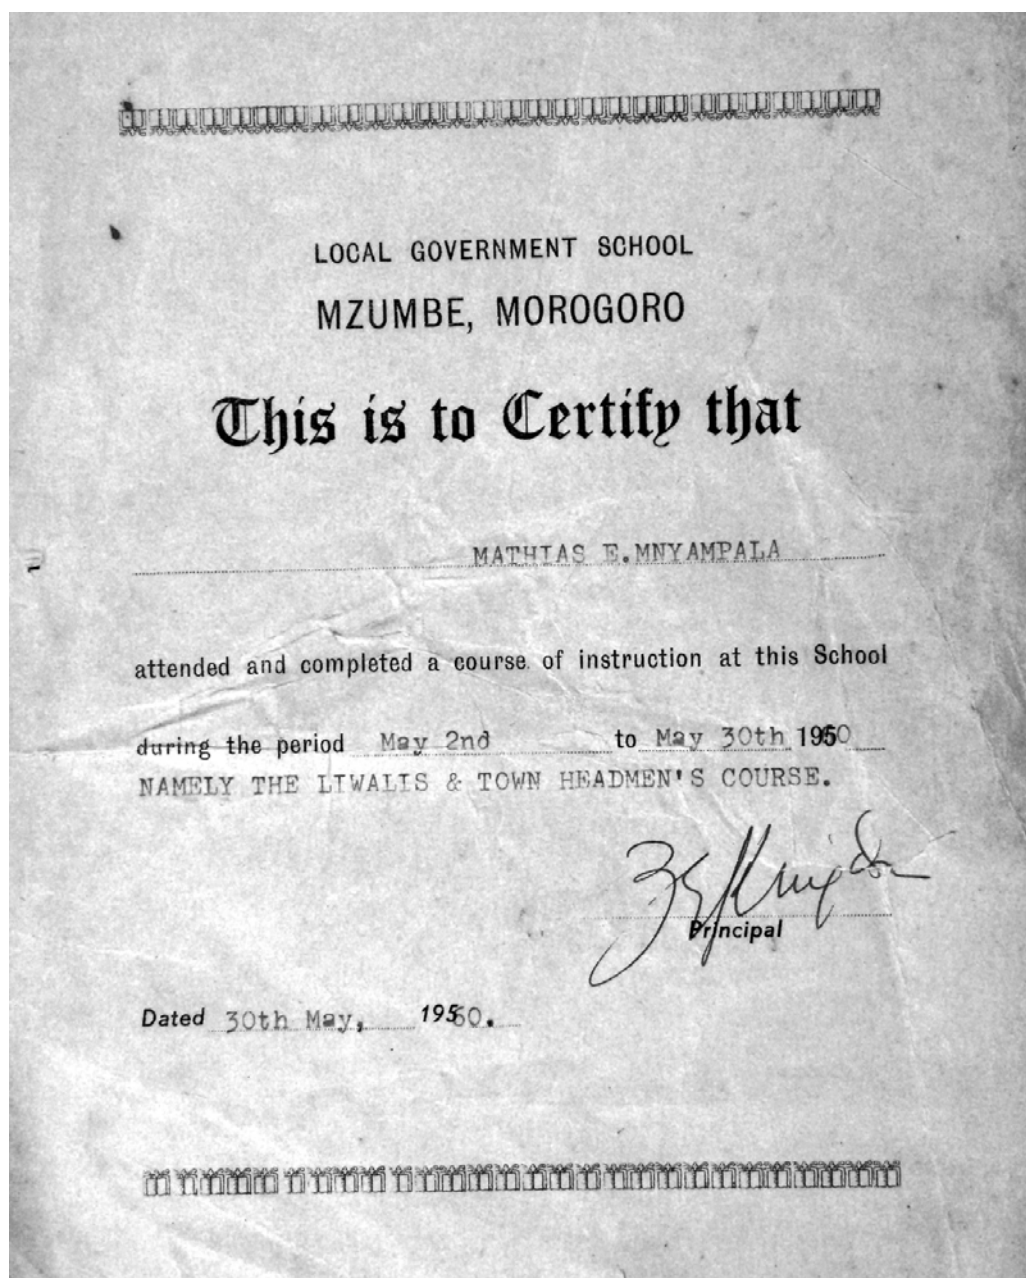 LOCAL GOVERNMENT SCHOOL
MZUMBE, MOROGORO
This is to Certify that
MATHIAS E.MNYAMPALA
attended and completed a course of instruction at this School
during the period May 2nd to May 30th 1960
NAMELY THE LIWALIS & TOWN HEADMEN'S COURSE.
Principal
Dated 30th May, 1960.